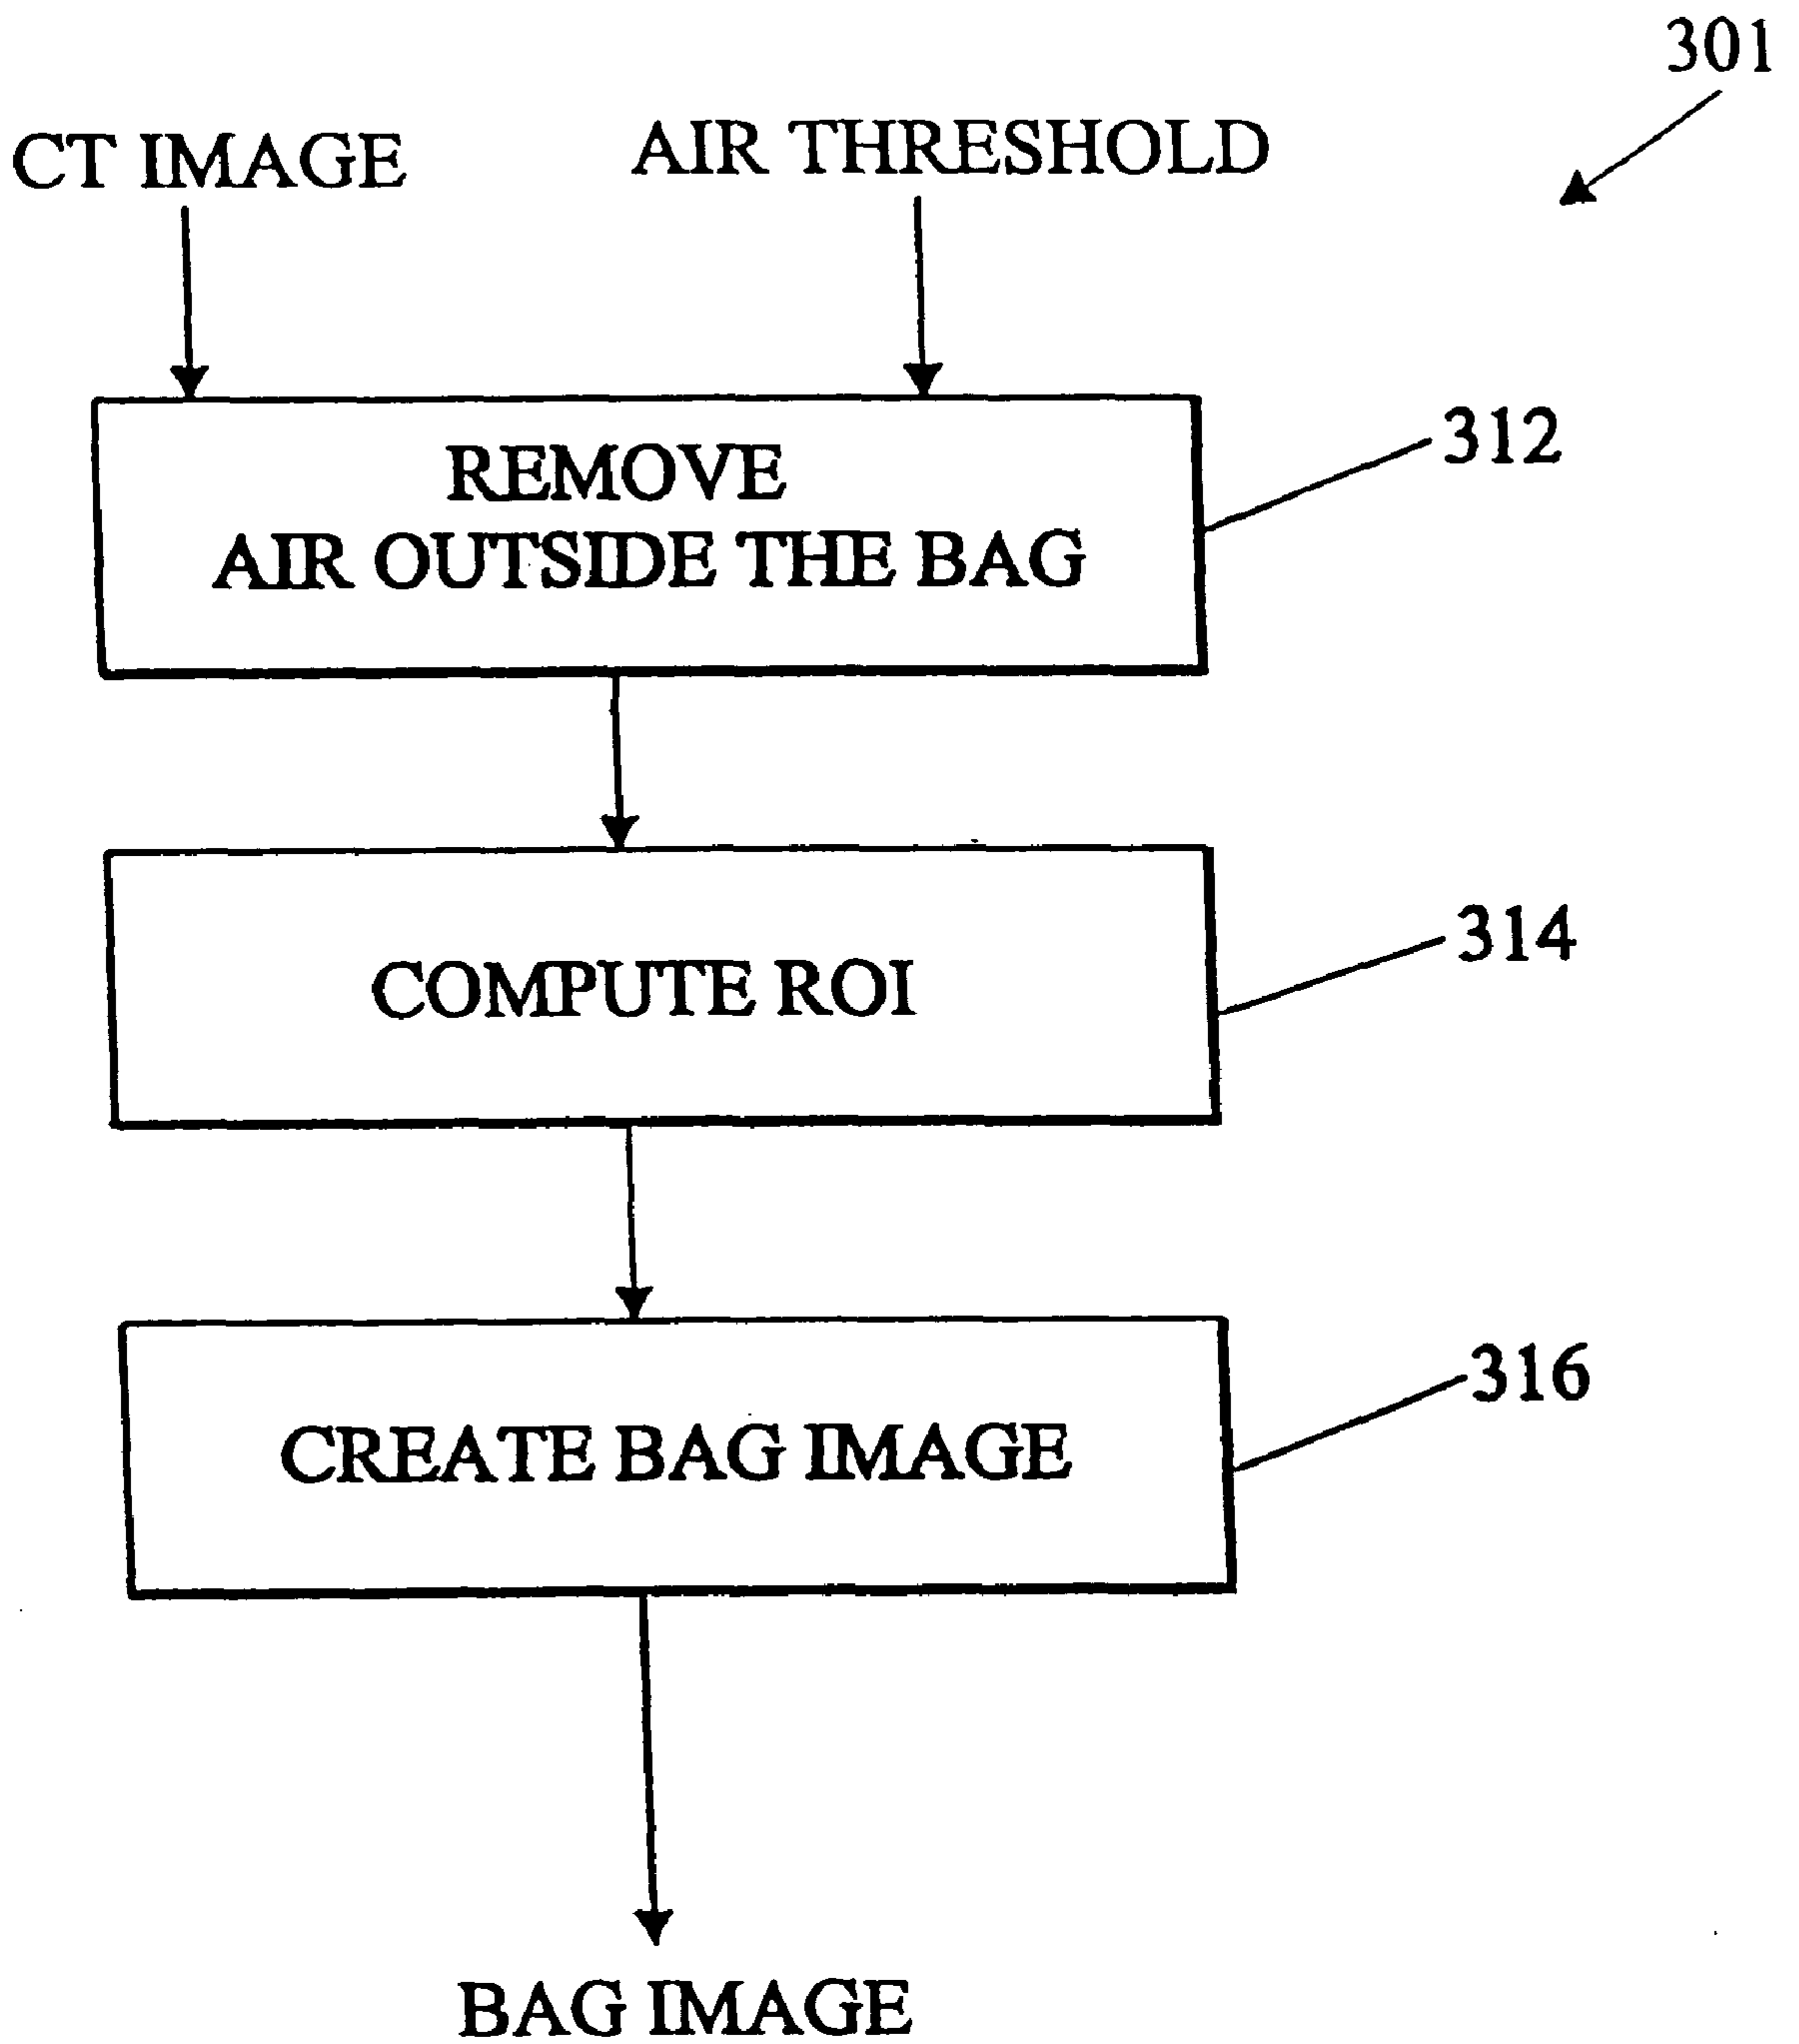 301
CT IMAGE
AIR THRESHOLD
REMOVE
AIR OUTSIDE THE BAG
312
COMPUTE ROI
314
CREATE BAG IMAGE
316
BAG IMAGE